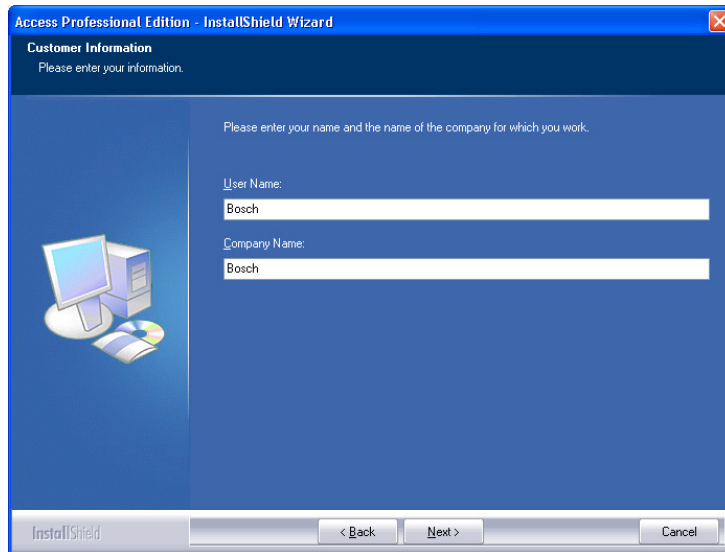 Access Professional Edition - InstallShield Wizard
Customer Information
Please enter your information.
Please enter your name and the name of the company for which you work.
User Name:
Bosch
Company Name:
Bosch
InstallShield
< Back
Next >
Cancel